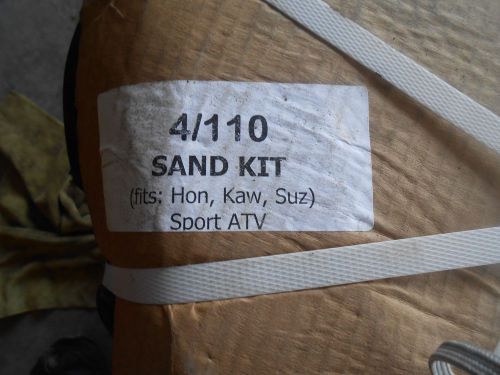 4/110
SAND KIT
(fits: Hon, Kaw, Suz)
Sport ATV